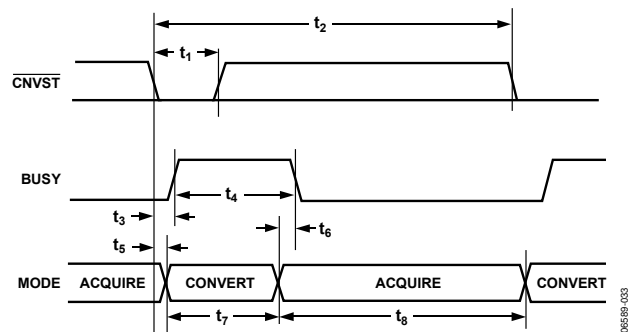 t2
t1
CNVST
BUSY
t4
t3
t6
t5
MODE ACQUIRE CONVERT ACQUIRE CONVERT
t7 t8
06589-033